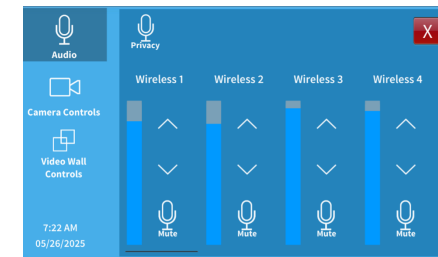 Audio
Privacy
X
Wireless 1 Wireless 2 Wireless 3 Wireless 4
Camera Controls
Video Wall
Controls
Mute Mute Mute Mute
7:22 AM
05/26/2025